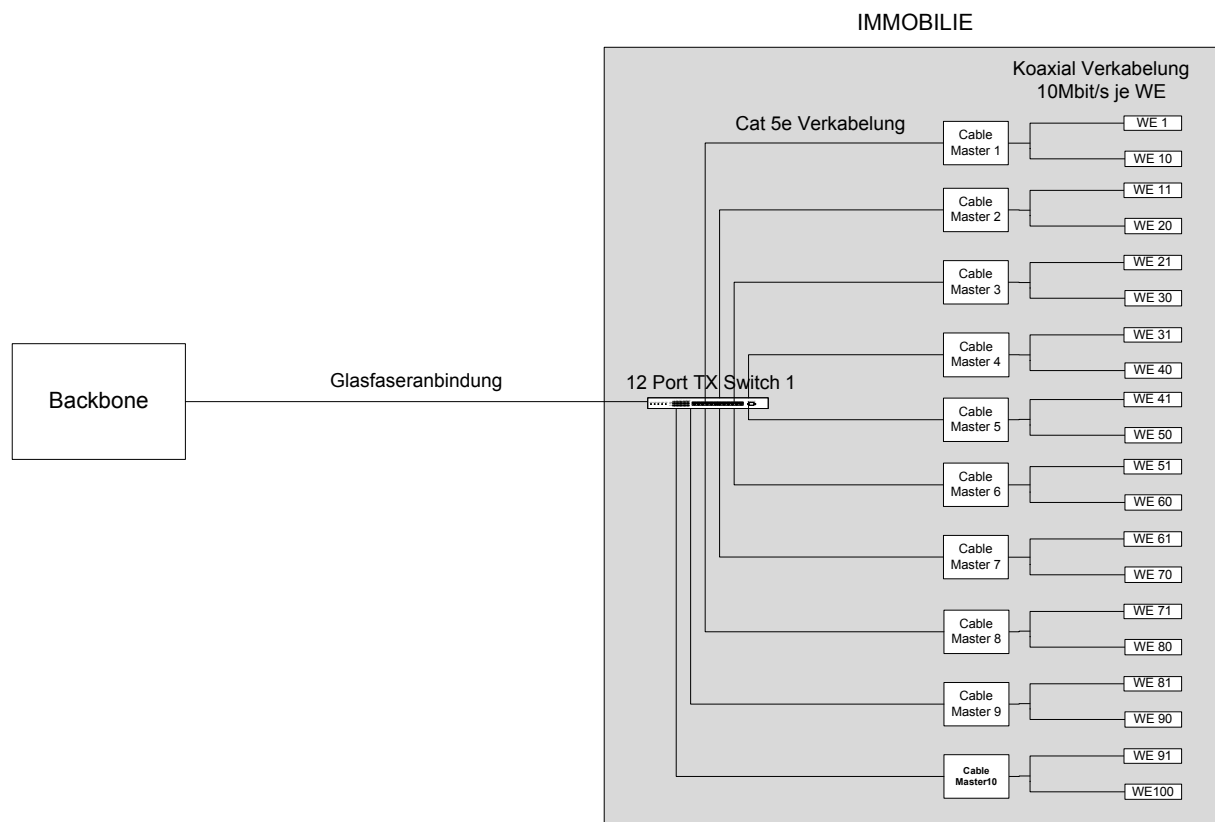 IMMOBILIE
Koaxial Verkabelung
10Mbit/s je WE
Cat 5e Verkabelung
Cable
Master 1
WE 1
WE 10
Cable
Master 2
WE 11
WE 20
Cable
Master 3
WE 21
WE 30
Cable
Master 4
WE 31
WE 40
Backbone
Glasfaseranbindung
12 Port TX Switch 1
Cable
Master 5
WE 41
WE 50
Cable
Master 6
WE 51
WE 60
Cable
Master 7
WE 61
WE 70
Cable
Master 8
WE 71
WE 80
Cable
Master 9
WE 81
WE 90
Cable
Master10
WE 91
WE100